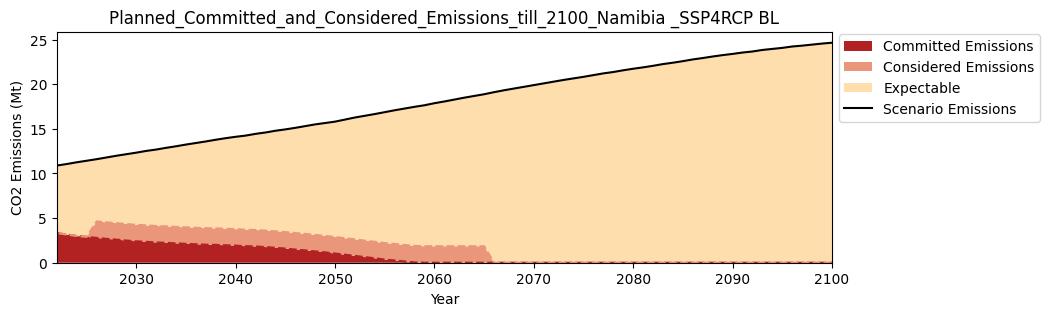 Planned_Committed_and_Considered_Emissions_till_2100_Namibia _SSP4RCP BL
CO2 Emissions (Mt)
25
20
15
10
5
0
2030 2040 2050 2060 2070 2080 2090 2100
Year
Committed Emissions
Considered Emissions
Expectable
Scenario Emissions